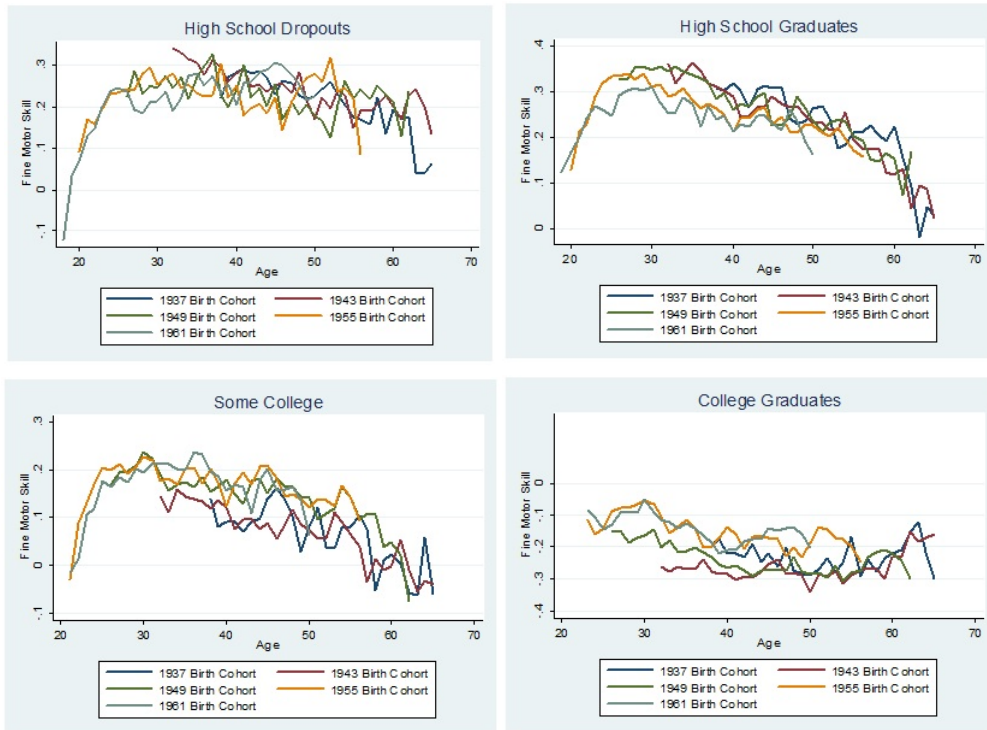 High School Dropouts
Fine Motor Skill
.3
.2
.1
0
-.1
20 30 40 50 60 70
Age
1937 Birth Cohort 1943 Birth Cohort
1949 Birth Cohort 1955 Birth Cohort
1961 Birth Cohort
High School Graduates
Fine Motor Skill
.4
.3
.2
.1
0
20 30 40 50 60 70
Age
1937 Birth Cohort 1943 Birth Cohort
1949 Birth Cohort 1955 Birth Cohort
1961 Birth Cohort
Some College
Fine Motor Skill
.3
.2
.1
0
-.1
20 30 40 50 60 70
Age
1937 Birth Cohort 1943 Birth Cohort
1949 Birth Cohort 1955 Birth Cohort
1961 Birth Cohort
College Graduates
Fine Motor Skill
0
-.1
-.2
-.3
-.4
20 30 40 50 60 70
Age
1937 Birth Cohort 1943 Birth Cohort
1949 Birth Cohort 1955 Birth Cohort
1961 Birth Cohort